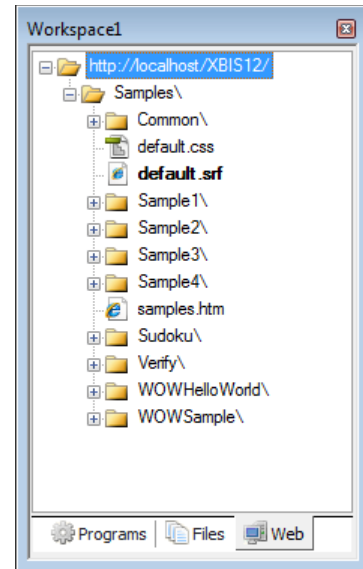 Workspace1
http://localhost/XBIS12/
Samples\
Common\
default.css
default.srf
Sample1\
Sample2\
Sample3\
Sample4\
samples.htm
Sudoku\
Verify\
WOWHelloWorld\
WOWSample\
Programs Files Web